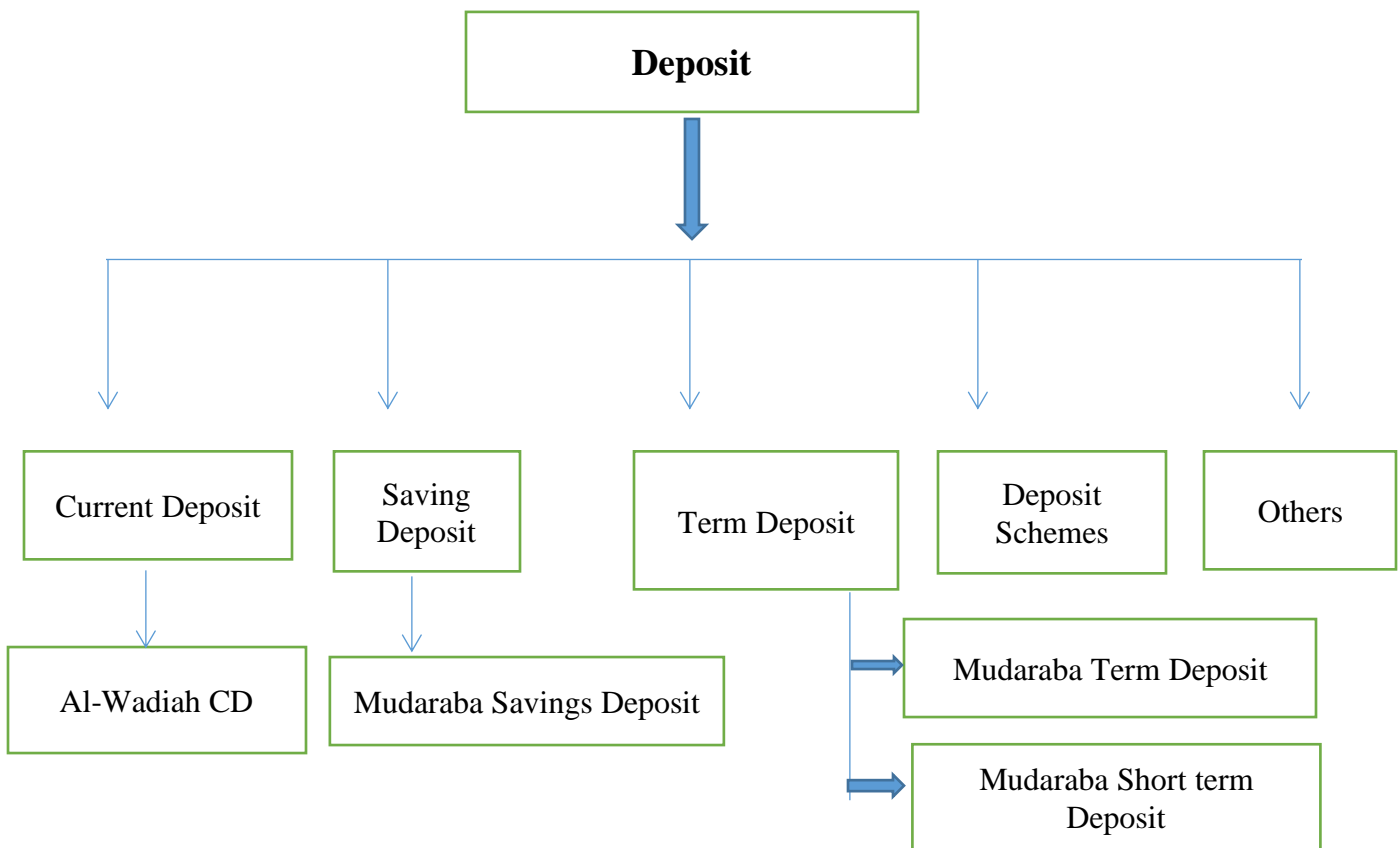 Deposit
Current Deposit
Saving
Deposit
Term Deposit
Deposit
Schemes
Others
Al-Wadiah CD
Mudaraba Savings Deposit
Mudaraba Term Deposit
Mudaraba Short term
Deposit